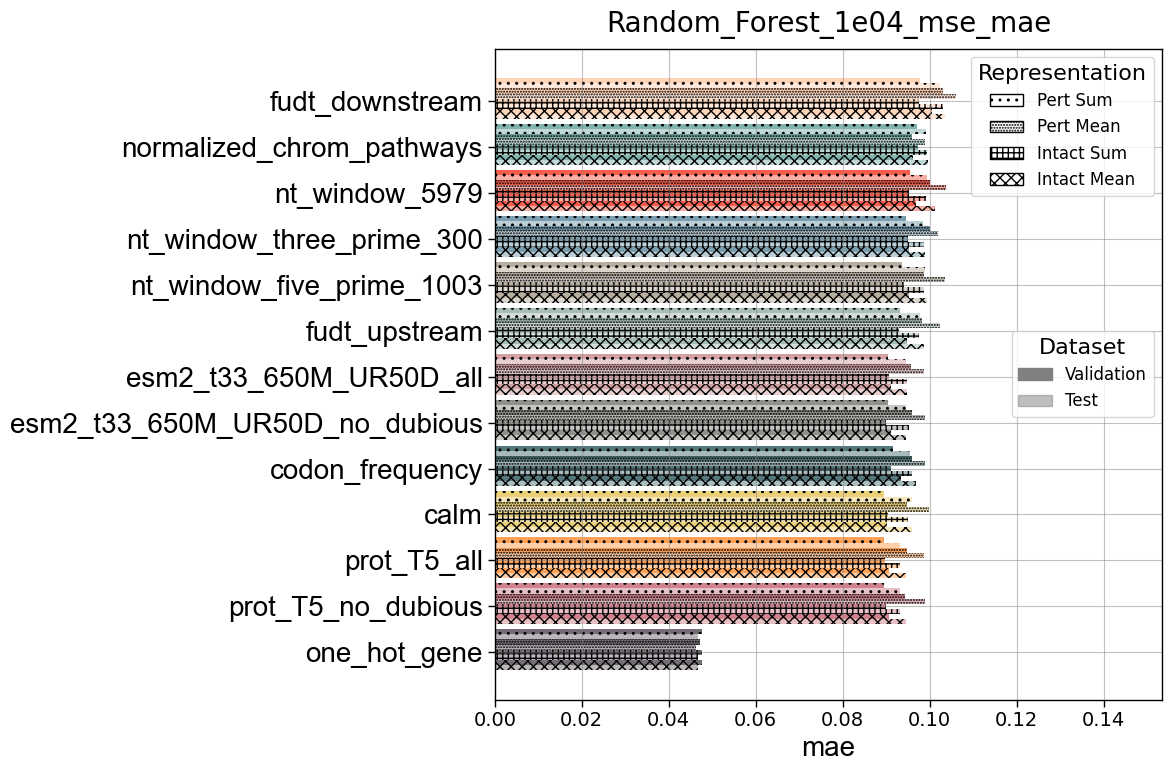 Random_Forest_1e04_mse_mae
Representation
Pert Sum
Pert Mean
Intact Sum
Intact Mean
Dataset
Validation
Test
fudt_downstream
normalized_chrom_pathways
nt_window_5979
nt_window_three_prime_300
nt_window_five_prime_1003
fudt_upstream
esm2_t33_650M_UR50D_all
esm2_t33_650M_UR50D_no_dubious
codon_frequency
calm
prot_T5_all
prot_T5_no_dubious
one_hot_gene
0.00 0.02 0.04 0.06 0.08 0.10 0.12 0.14
mae